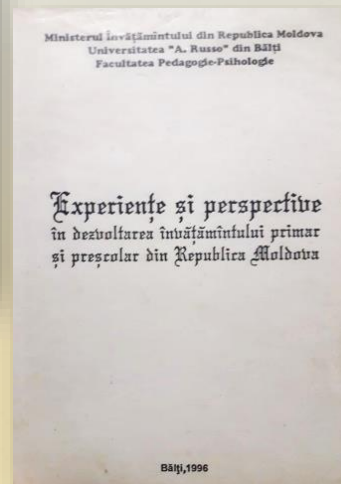 Ministerul învăţămîntului din Republica Moldova
Universitatea "A. Russo" din Bălţi
Facultatea Pedagogie-Psihologie
Experienţe şi perspective
în dezvoltarea învăţămîntului primar
şi preşcolar din Republica Moldova
Bălţi,1996